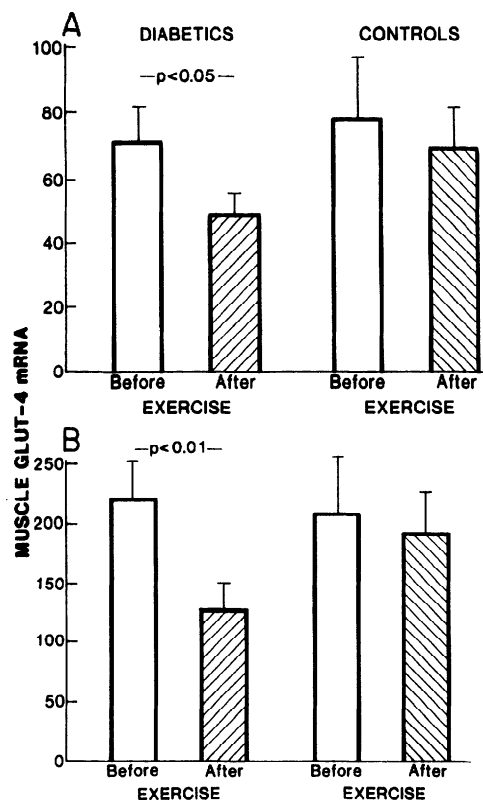 A
DIABETICS CONTROLS
100
p<0.05
80
60
40
20
0
Before After Before After
EXERCISE EXERCISE
MUSCLE GLUT-4 mRNA
B
p<0.01
250
200
150
100
50
0
Before After Before After
EXERCISE EXERCISE